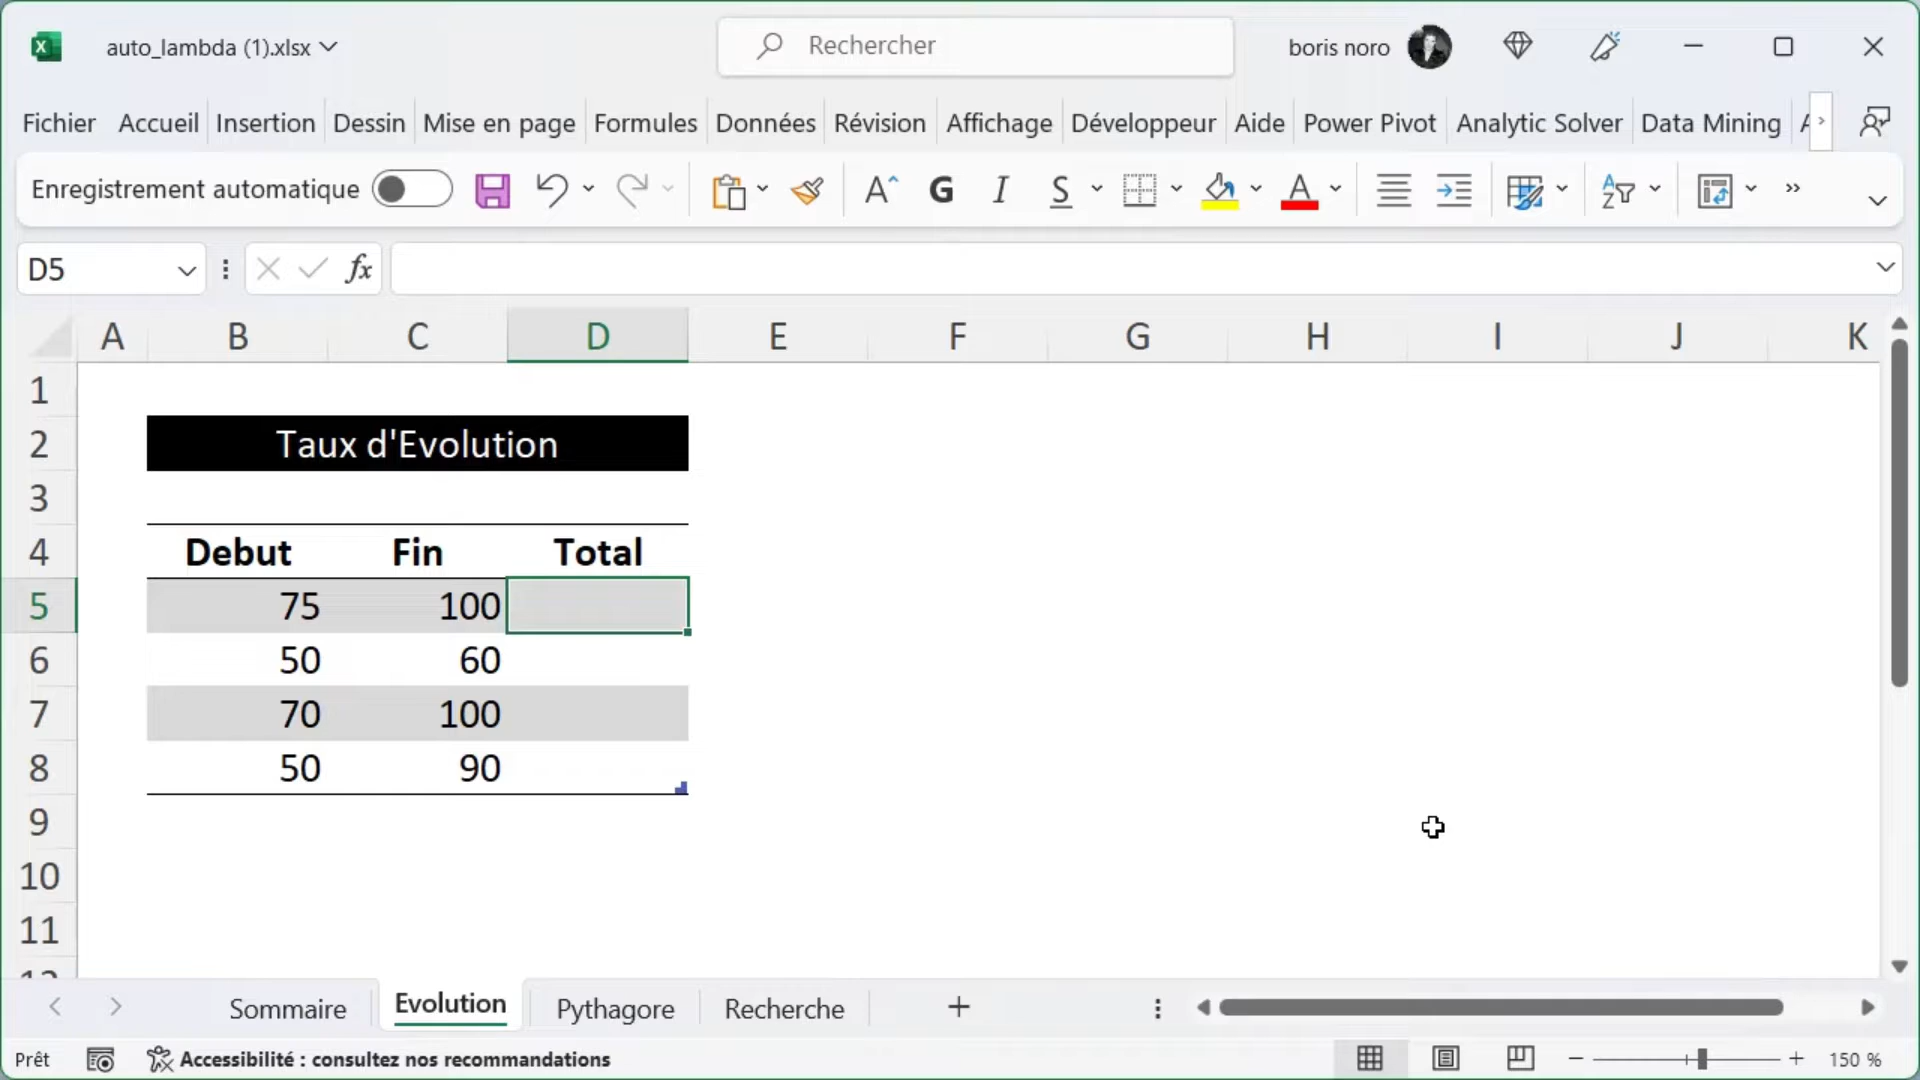 auto_lambda (1).xlsx
Rechercher
boris noro
Fichier Accueil Insertion Dessin Mise en page Formules Données Révision Affichage Développeur Aide Power Pivot Analytic Solver Data Mining
Enregistrement automatique A G I S A AZ
D5 fx
A B C D E F G H I J K
1
2 Taux d'Evolution
3
4 Debut Fin Total
5 75 100
6 50 60
7 70 100
8 50 90
9
10
11
12
Sommaire Evolution Pythagore Recherche +
Prêt Accessibilité : consultez nos recommandations 150 %